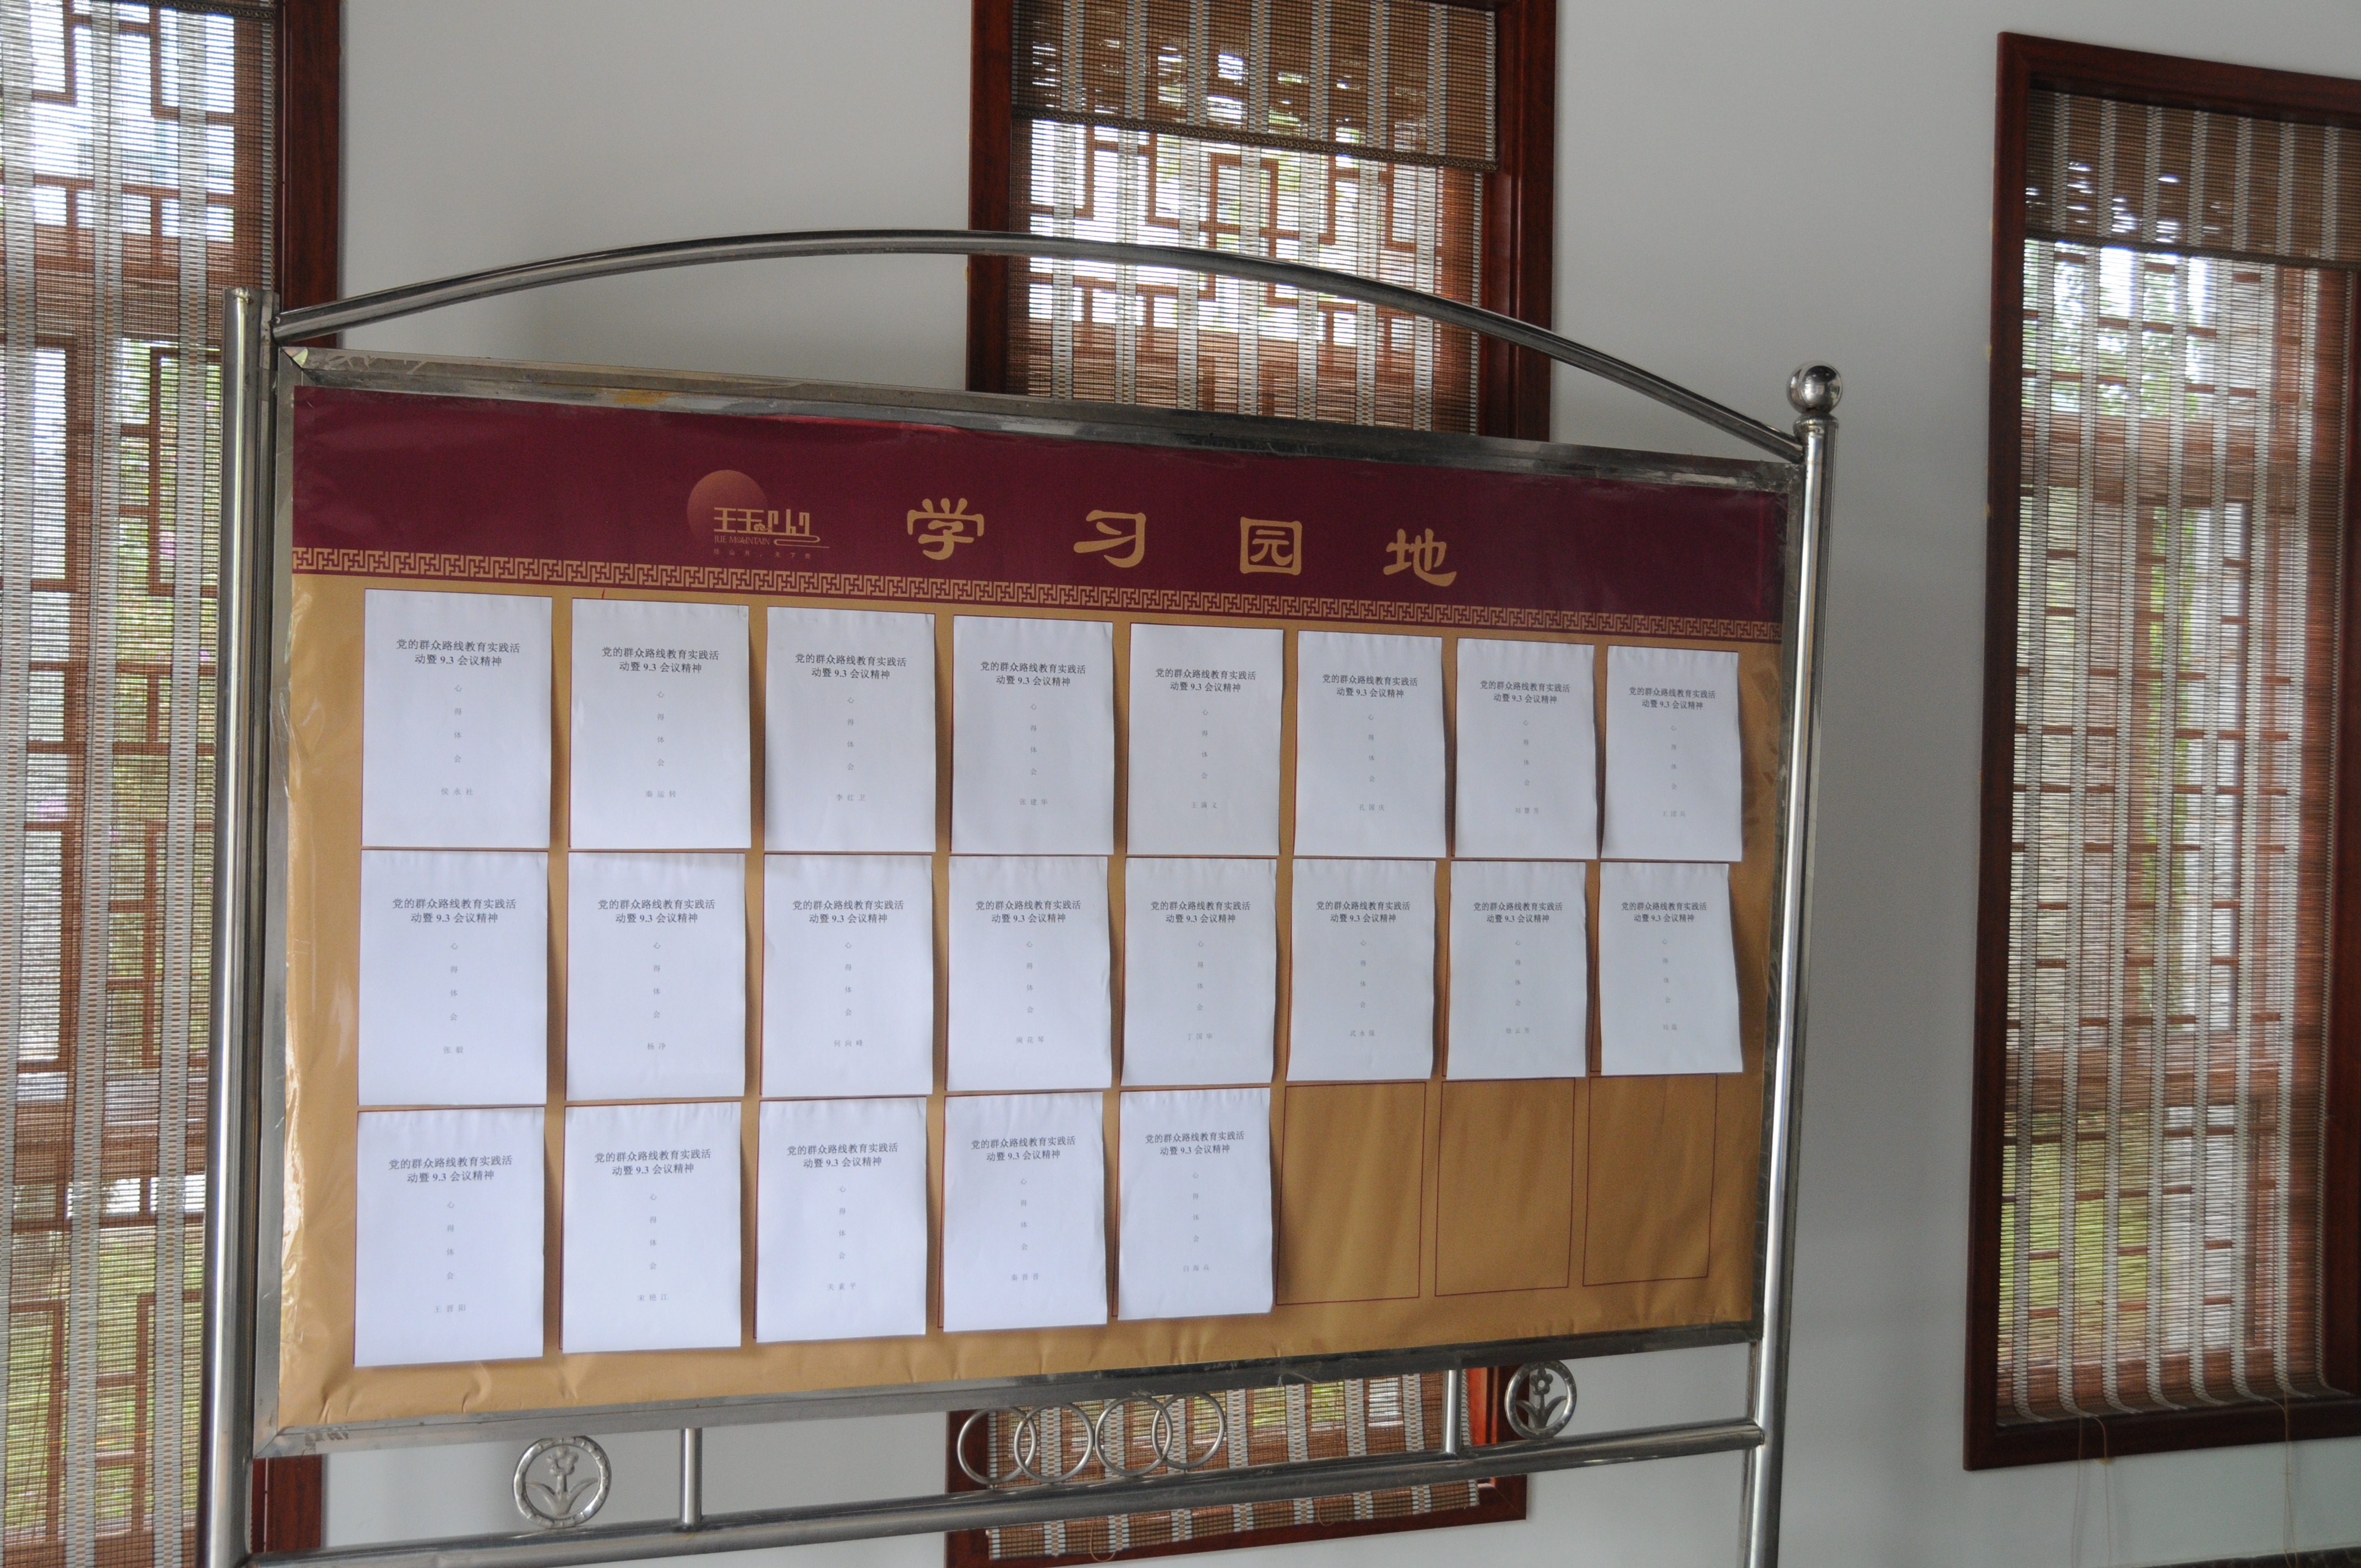 学习园地
JUE MOUNTAIN
党的群众路线教育实践活
动暨 9.3 会议精神
心
得
体
会
侯永社
党的群众路线教育实践活
动暨 9.3 会议精神
心
得
体
会
党的群众路线教育实践活
动暨 9.3 会议精神
心
得
体
会
李红卫
党的群众路线教育实践活
动暨 9.3 会议精神
心
得
体
会
张建华
党的群众路线教育实践活
动暨 9.3 会议精神
心
得
体
会
党的群众路线教育实践活
动暨 9.3 会议精神
心
得
体
会
党的群众路线教育实践活
动暨 9.3 会议精神
心
得
体
会
党的群众路线教育实践活
动暨 9.3 会议精神
心
得
体
会
党的群众路线教育实践活
动暨 9.3 会议精神
心
得
体
会
张毅
党的群众路线教育实践活
动暨 9.3 会议精神
心
得
体
会
杨净
党的群众路线教育实践活
动暨 9.3 会议精神
心
得
体
会
党的群众路线教育实践活
动暨 9.3 会议精神
心
得
体
会
党的群众路线教育实践活
动暨 9.3 会议精神
心
得
体
会
丁国华
党的群众路线教育实践活
动暨 9.3 会议精神
心
得
体
会
党的群众路线教育实践活
动暨 9.3 会议精神
心
得
体
会
党的群众路线教育实践活
动暨 9.3 会议精神
心
得
体
会
党的群众路线教育实践活
动暨 9.3 会议精神
心
得
体
会
王晋阳
党的群众路线教育实践活
动暨 9.3 会议精神
心
得
体
会
宋艳江
党的群众路线教育实践活
动暨 9.3 会议精神
心
得
体
会
党的群众路线教育实践活
动暨 9.3 会议精神
心
得
体
会
党的群众路线教育实践活
动暨 9.3 会议精神
心
得
体
会
白海兵